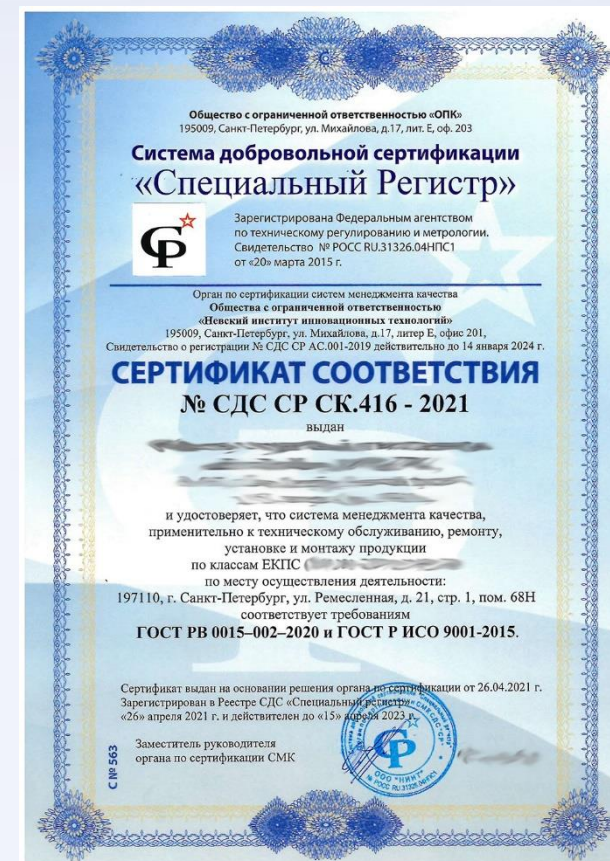 Общество с ограниченной ответственностью «ОПК»
195009, Санкт-Петербург, ул. Михайлова, д.17, лит. Е, оф. 203
Система добровольной сертификации
«Специальный Регистр»
СР
Зарегистрирована Федеральным агентством
по техническому регулированию и метрологии.
Свидетельство № РОСС RU.31326.04НПС1
от «20» марта 2015 г.
Орган по сертификации систем менеджмента качества
Общества с ограниченной ответственностью
«Невский институт инновационных технологий»
195009, Санкт-Петербург, ул. Михайлова, д.17, литер Е, офис 201,
Свидетельство о регистрации № СДС СР АС.001-2019 действительно до 14 января 2024 г.
СЕРТИФИКАТ СООТВЕТСТВИЯ
№ СДС СР СК.416 - 2021
выдан
и удостоверяет, что система менеджмента качества,
применительно к техническому обслуживанию, ремонту,
установке и монтажу продукции
по классам ЕКПС
по месту осуществления деятельности:
197110, г. Санкт-Петербург, ул. Ремесленная, д. 21, стр. 1, пом. 68Н
соответствует требованиям
ГОСТ РВ 0015–002–2020 и ГОСТ Р ИСО 9001-2015.
Сертификат выдан на основании решения органа по сертификации от 26.04.2021 г.
Зарегистрирован в Реестре СДС «Специальный регистр»
«26» апреля 2021 г. и действителен до «15» апреля 2023 г.
Заместитель руководителя
органа по сертификации СМК
СР
ООО "НИИТ"
С № 563